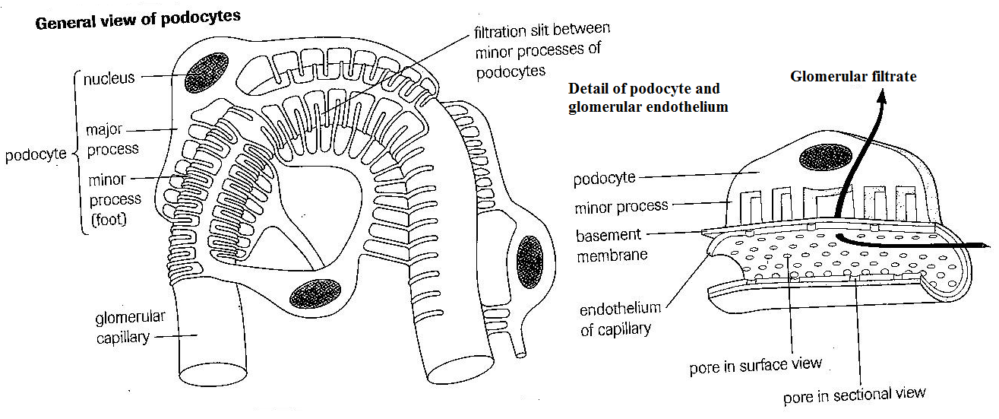 General view of podocytes
nucleus
major
process
podocyte
minor
process
(foot)
glomerular
capillary
filtration slit between
minor processes of
podocytes
Detail of podocyte and
glomerular endothelium
Glomerular filtrate
podocyte
minor process
basement
membrane
endothelium
of capillary
pore in surface view
pore in sectional view